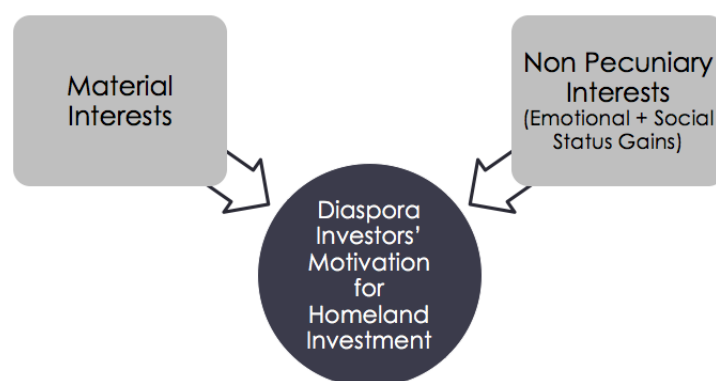 Material
Interests
Non Pecuniary
Interests
(Emotional + Social
Status Gains)
Diaspora
Investors'
Motivation
for
Homeland
Investment